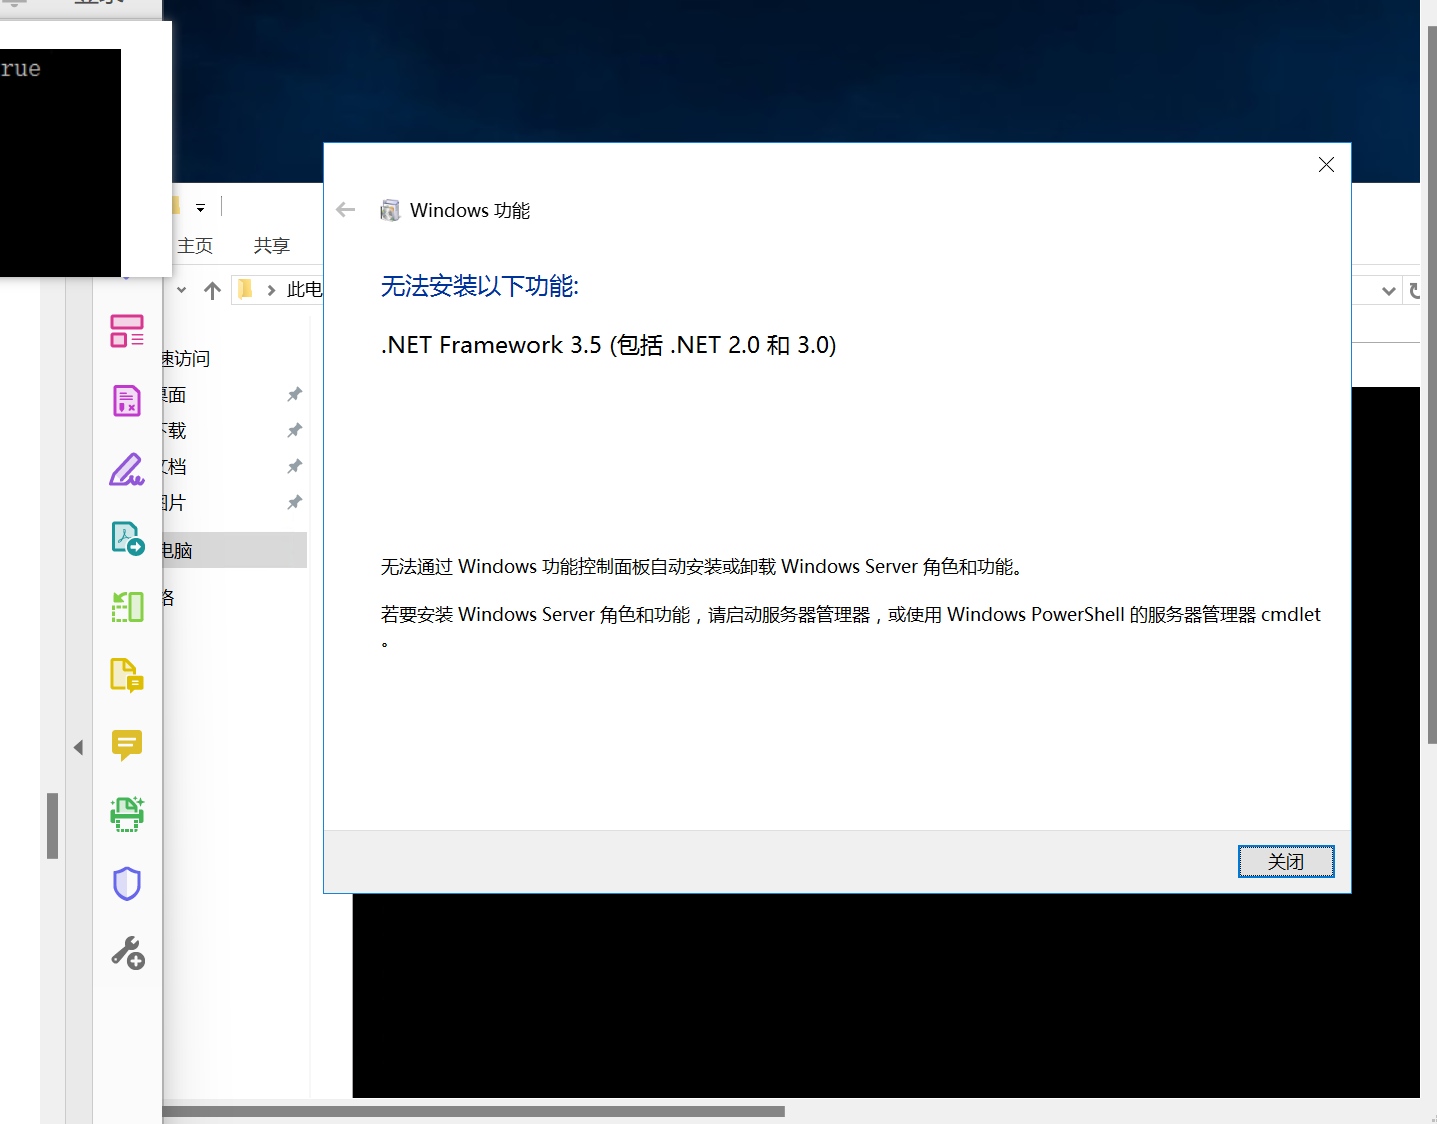 登录
rue
主页
共享
此电
Windows 功能
无法安装以下功能:
.NET Framework 3.5 (包括 .NET 2.0 和 3.0)
速访问
桌面
下载
文档
图片
电脑
络
无法通过 Windows 功能控制面板自动安装或卸载 Windows Server 角色和功能。
若要安装 Windows Server 角色和功能，请启动服务器管理器，或使用 Windows PowerShell 的服务器管理器 cmdlet
。
关闭